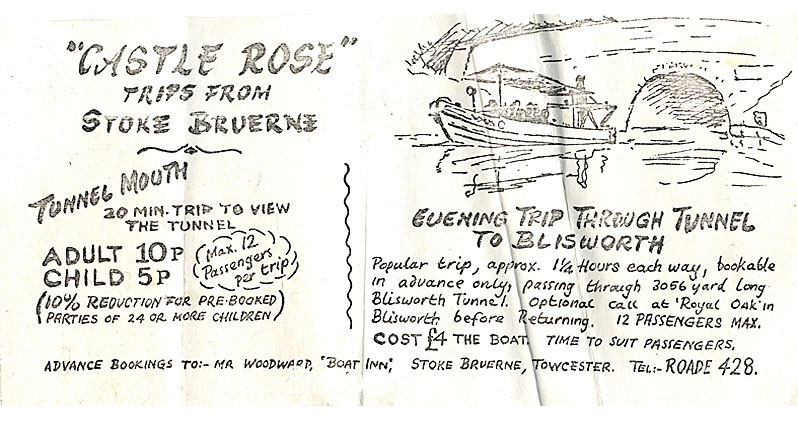 "CASTLE ROSE"
TRIPS FROM
STOKE BRUERNE
TUNNEL MOUTH
20 MIN. TRIP TO VIEW
THE TUNNEL
ADULT 10P
CHILD 5P
(Max. 12
Passengers
per trip)
(10% REDUCTION FOR PRE-BOOKED
PARTIES OF 24 OR MORE CHILDREN)
EVENING TRIP THROUGH TUNNEL
TO BLISWORTH
Popular trip, approx. 1¼ Hours each way, bookable
in advance only, passing through 3056 yard long
Blisworth Tunnel. Optional call at 'Royal Oak' in
Blisworth before Returning. 12 PASSENGERS MAX.
COST £4 THE BOAT. TIME TO SUIT PASSENGERS.
ADVANCE BOOKINGS TO:- MR WOODWARD, "BOAT INN", STOKE BRUERNE, TOWCESTER. TEL:- ROADE 428.